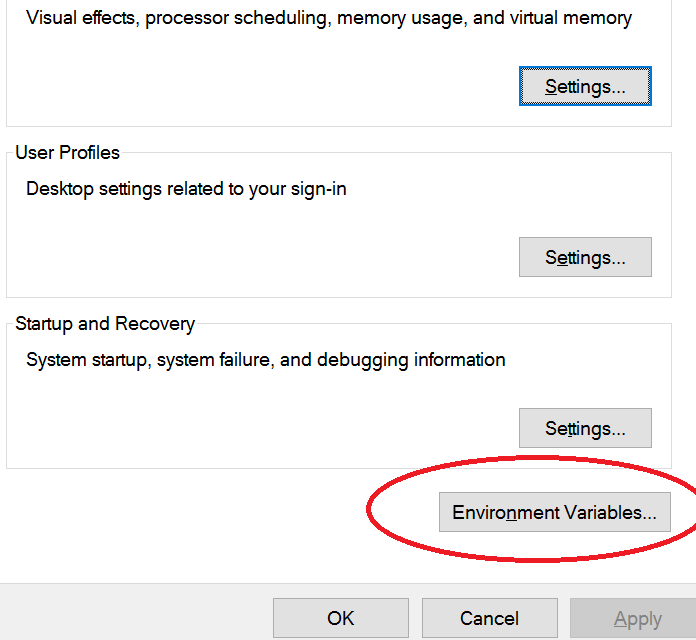 Visual effects, processor scheduling, memory usage, and virtual memory
Settings...
User Profiles
Desktop settings related to your sign-in
Settings...
Startup and Recovery
System startup, system failure, and debugging information
Settings...
Environment Variables...
OK Cancel Apply